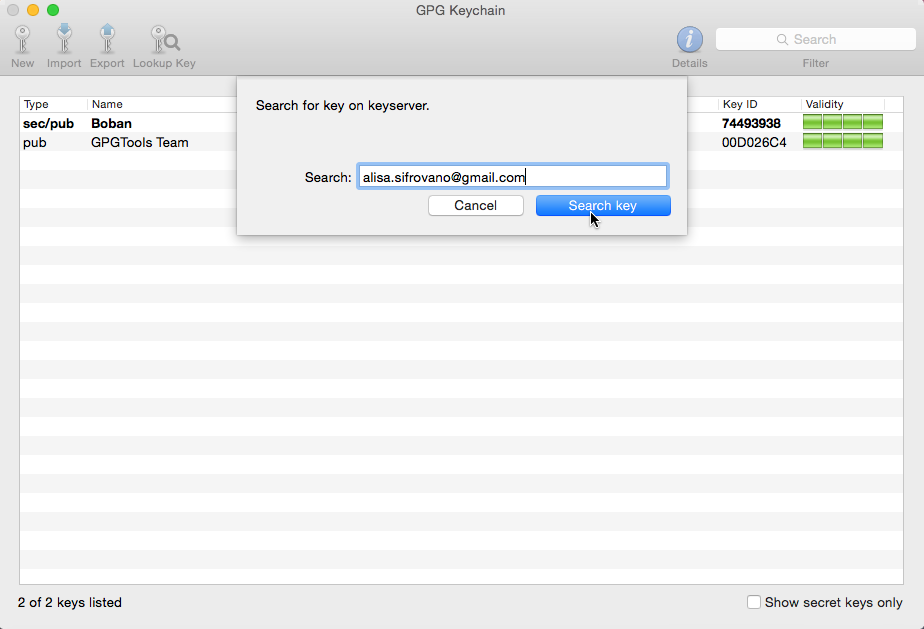 GPG Keychain
New Import Export Lookup Key Details Search Filter
Search for key on keyserver.
Search: alisa.sifrovano@gmail.com
Cancel Search key
Type Name Key ID Validity
sec/pub Boban 74493938
pub GPGTools Team 00D026C4
2 of 2 keys listed Show secret keys only